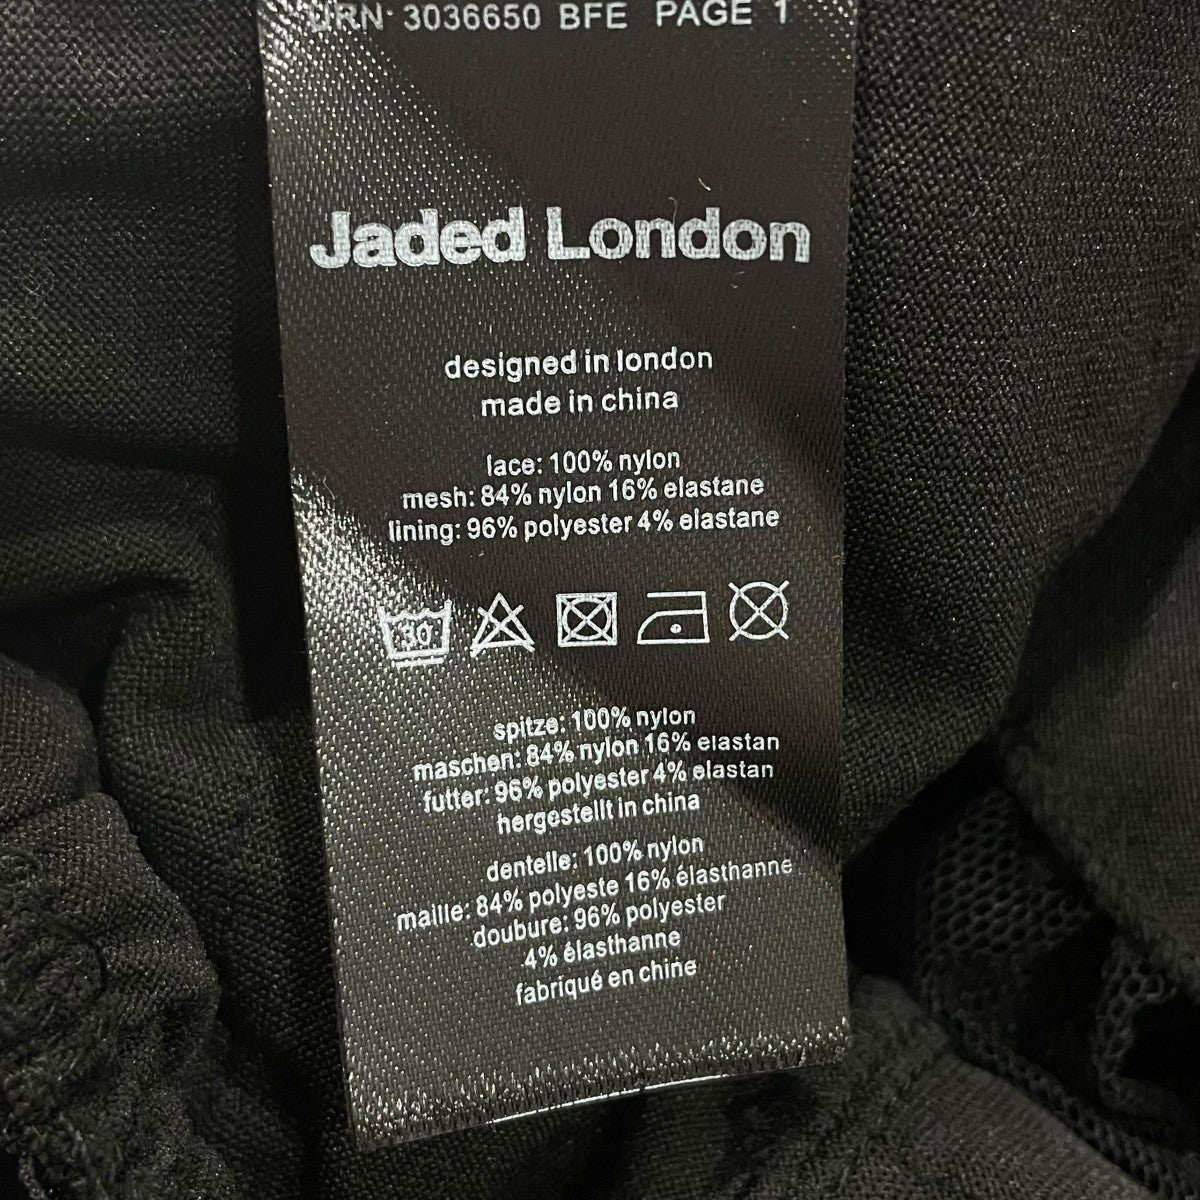 URN· 3036650 BFE PAGE 1
Jaded London
designed in london
made in china
lace: 100% nylon
mesh: 84% nylon 16% elastane
lining: 96% polyester 4% elastane
30
spitze: 100% nylon
maschen: 84% nylon 16% elastan
futter: 96% polyester 4% elastan
hergestellt in china
dentelle: 100% nylon
maille: 84% polyeste 16% élasthanne
doubure: 96% polyester
4% élasthanne
fabriqué en chine